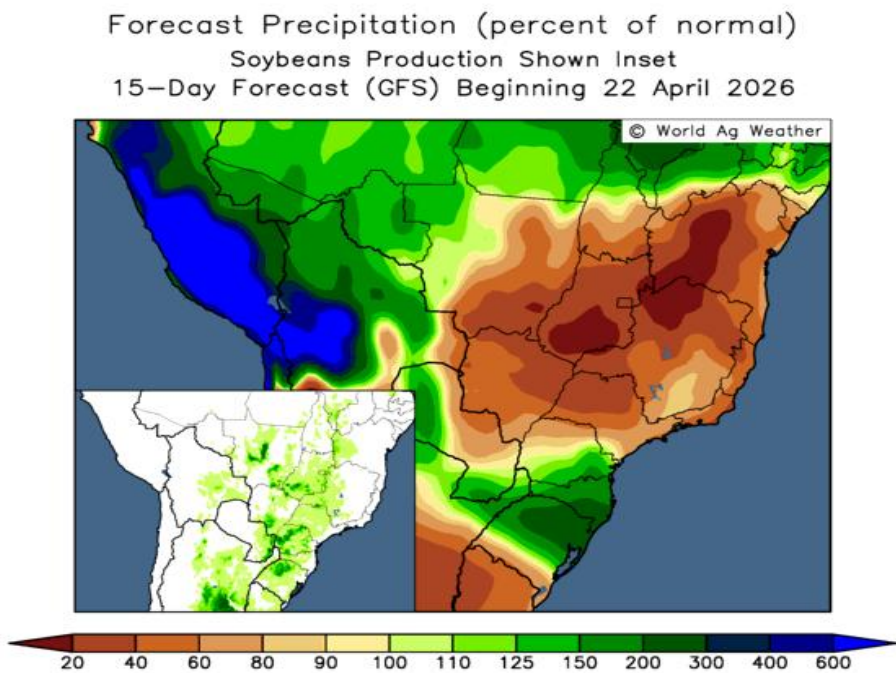 Forecast Precipitation (percent of normal)
Soybeans Production Shown Inset
15-Day Forecast (GFS) Beginning 22 April 2026
© World Ag Weather
20 40 60 80 90 100 110 125 150 200 300 400 600